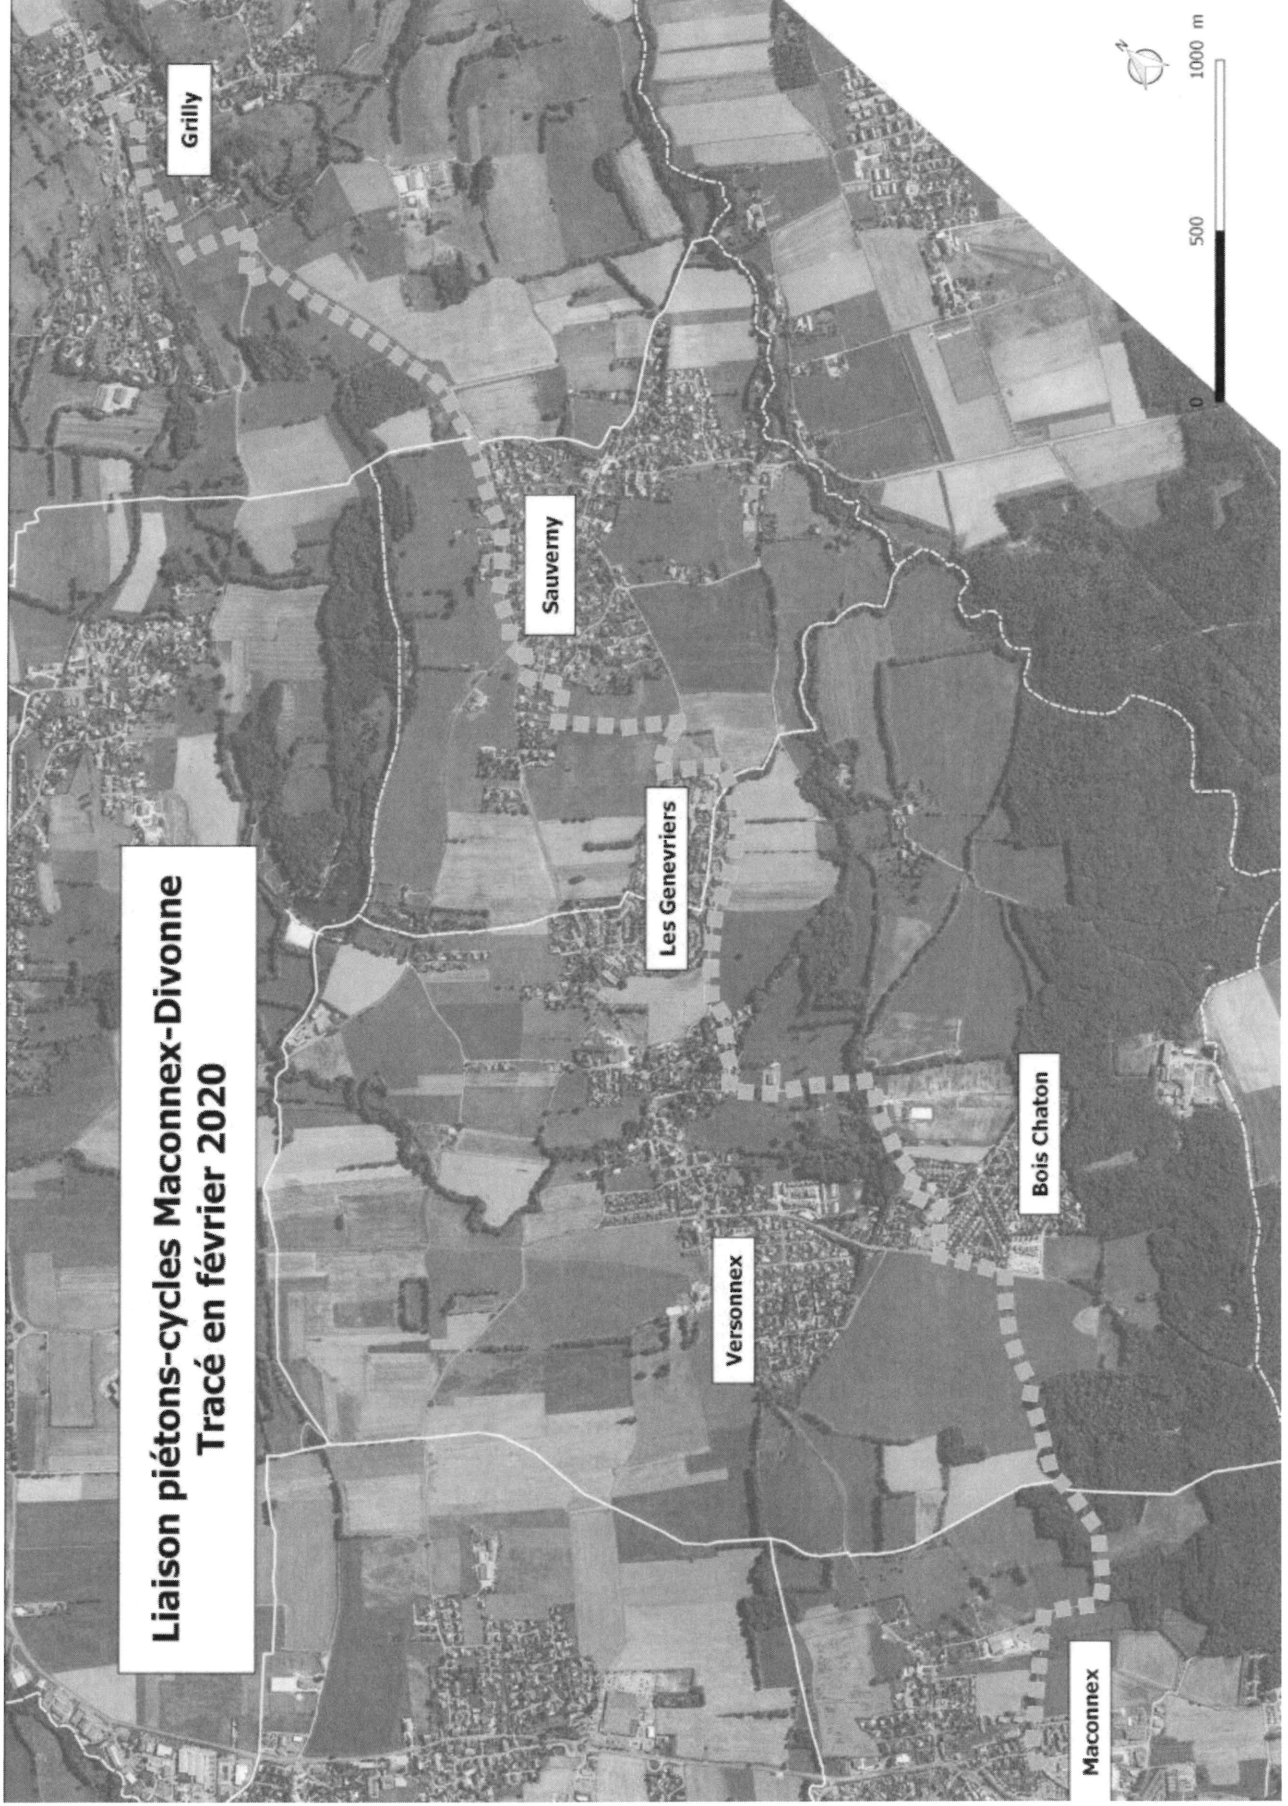 Liaison piétons-cycles Maconnex-Divonne
Tracé en février 2020
Maconnex
Versonnex
Bois Chaton
Les Genevriers
Sauverny
Grilly
N
0
500
1000 m